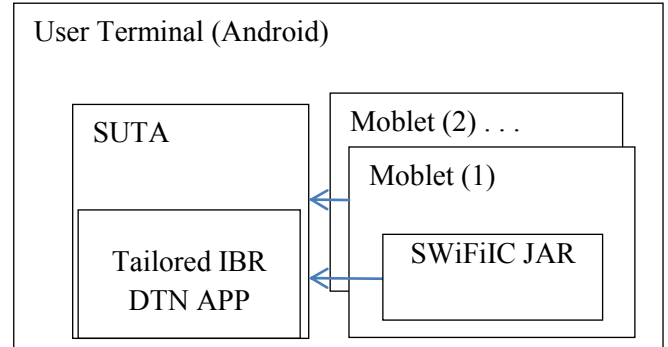 User Terminal (Android)
SUTA
Moblet (2) . . .
Moblet (1)
Tailored IBR
DTN APP
SWiFiIC JAR